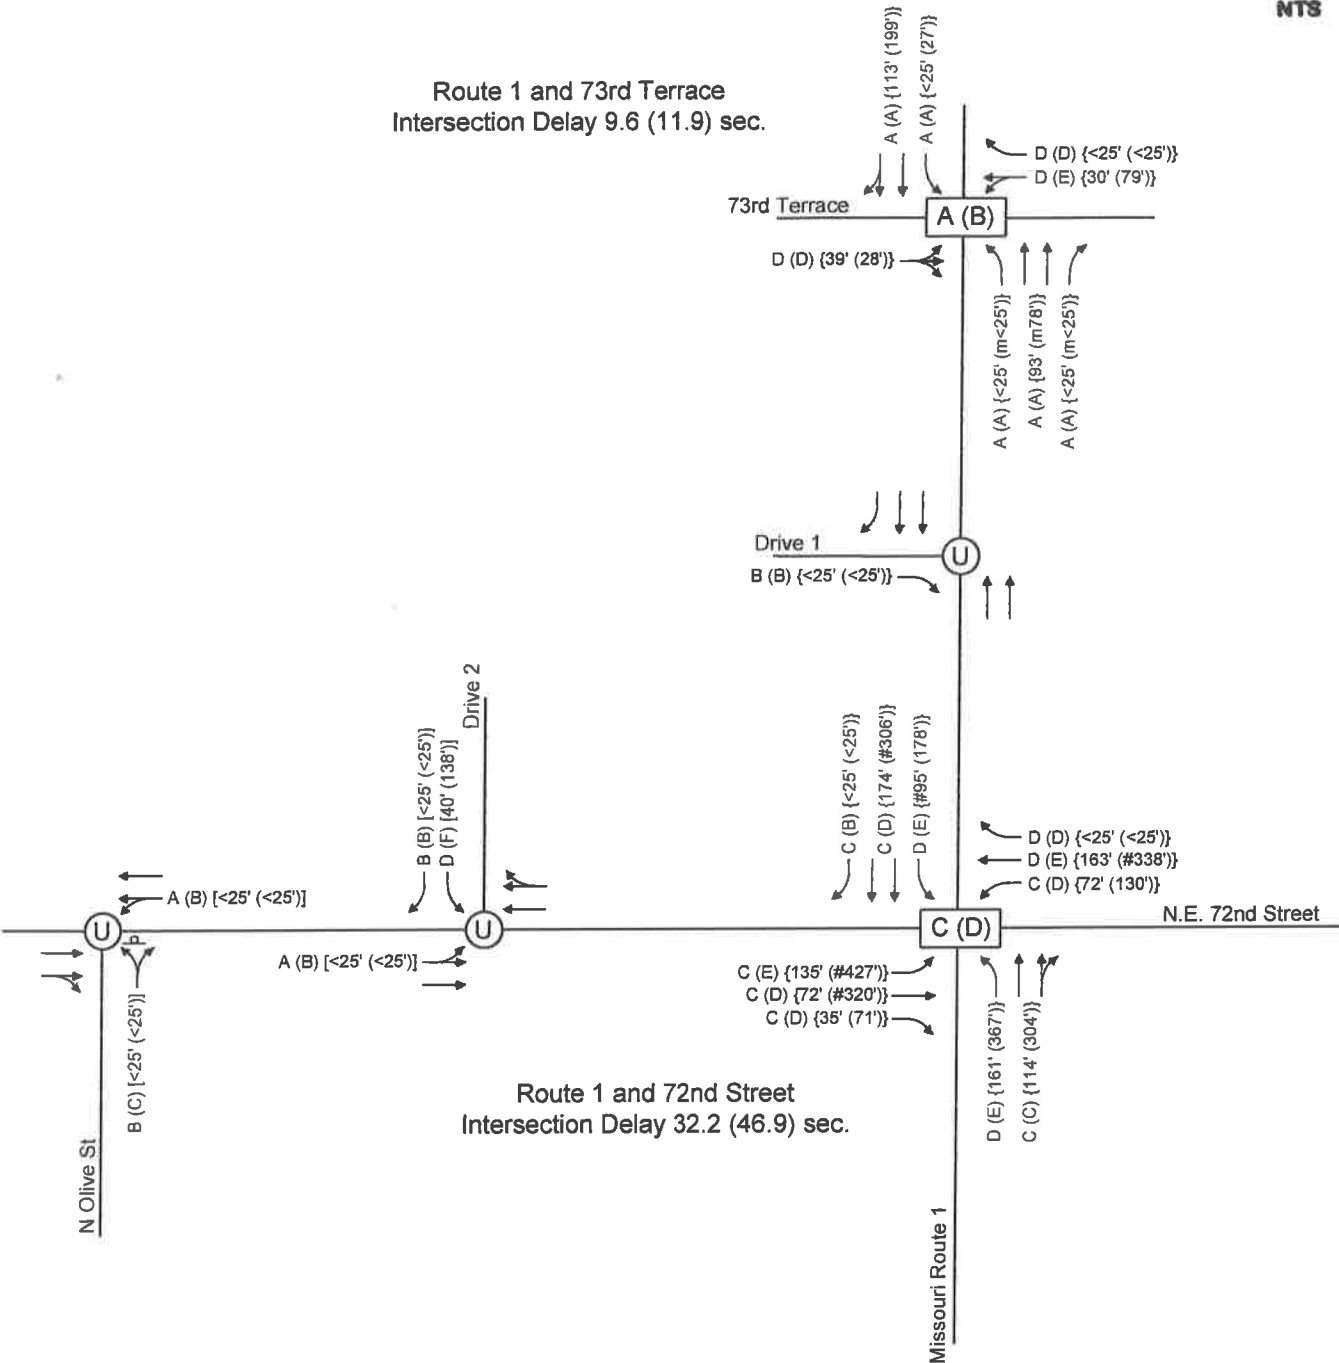 NTS
Route 1 and 73rd Terrace
Intersection Delay 9.6 (11.9) sec.
A (A) {113' (199')}
A (A) {<25' (27')}
D (D) {<25' (<25')}
D (E) {30' (79')}
73rd Terrace
A (B)
D (D) {39' (28')}
A (A) {<25' (m<25')}
A (A) {93' (m78')}
A (A) {<25' (m<25')}
Drive 1
U
B (B) {<25' (<25')}
Drive 2
B (B) [<25' (<25')]
D (F) [40' (138')]
C (B) {<25' (<25')}
C (D) {174' (#306')}
D (E) {#95' (178')}
D (D) {<25' (<25')}
D (E) {163' (#338')}
C (D) {72' (130')}
A (B) [<25' (<25')]
U
U
C (D)
N.E. 72nd Street
A (B) [<25' (<25')]
C (E) {135' (#427')}
C (D) {72' (#320')}
C (D) {35' (71')}
B (C) [<25' (<25')]
D (E) {161' (367')}
C (C) {114' (304')}
Route 1 and 72nd Street
Intersection Delay 32.2 (46.9) sec.
N Olive St
Missouri Route 1